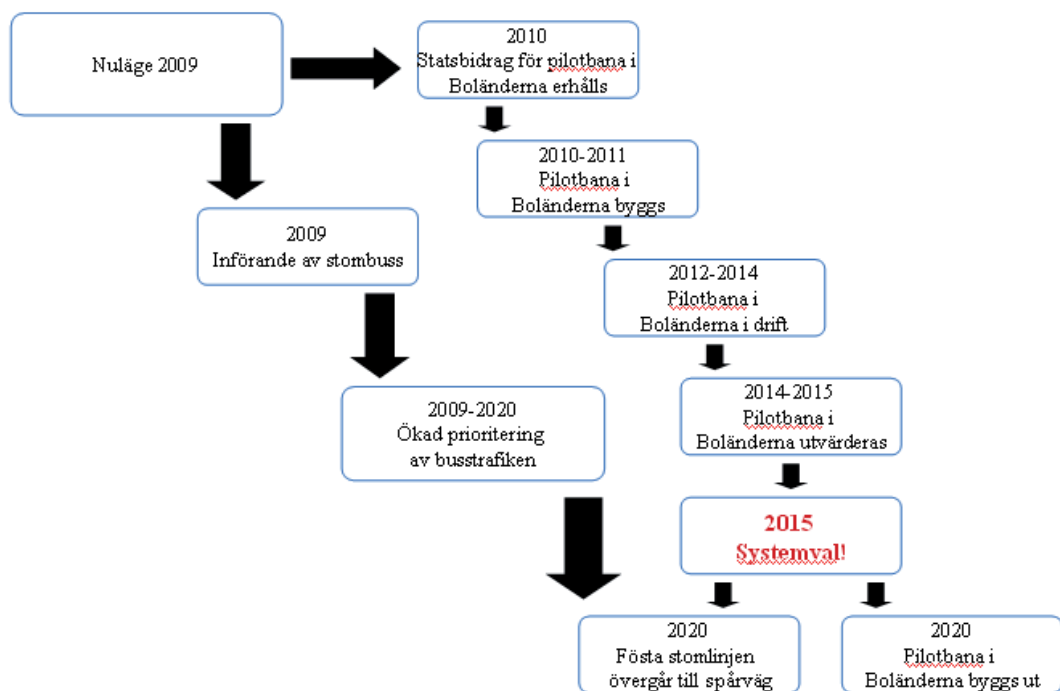 Nuläge 2009
2010
Statsbidrag för pilotbana i
Boländerna erhålls
2010-2011
Pilotbana i
Boländerna byggs
2009
Införande av stombuss
2012-2014
Pilotbana i
Boländerna i drift
2009-2020
Ökad prioritering
av busstrafiken
2014-2015
Pilotbana i
Boländerna utvärderas
2015
Systemval!
2020
Fösta stomlinjen
övergår till spårväg
2020
Pilotbana i
Boländerna byggs ut